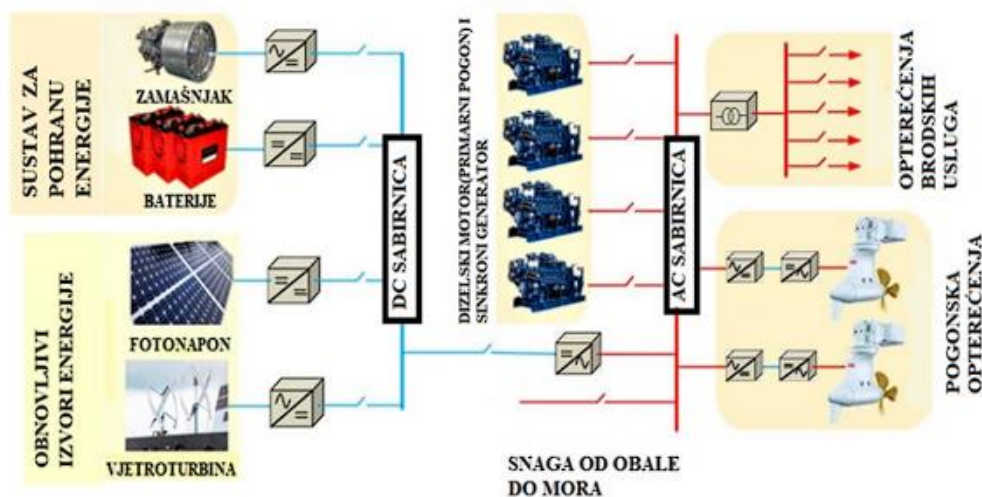 SUSTAV ZA
POHRANU
ENERGIJE
ZAMAŠNJAK
BATERIJE
OBNOVLJIVI
IZVORI ENERGIJE
FOTONAPON
VJETROTURBINA
DC SABIRNICA
DIZELSKI MOTOR(PRIMARNI POGON) I
SINKRONI GENERATOR
AC SABIRNICA
OPTEREĆENJA
BRODSKIH
USLUGA
POGONSKA
OPTEREĆENJA
SNAGA OD OBALE
DO MORA